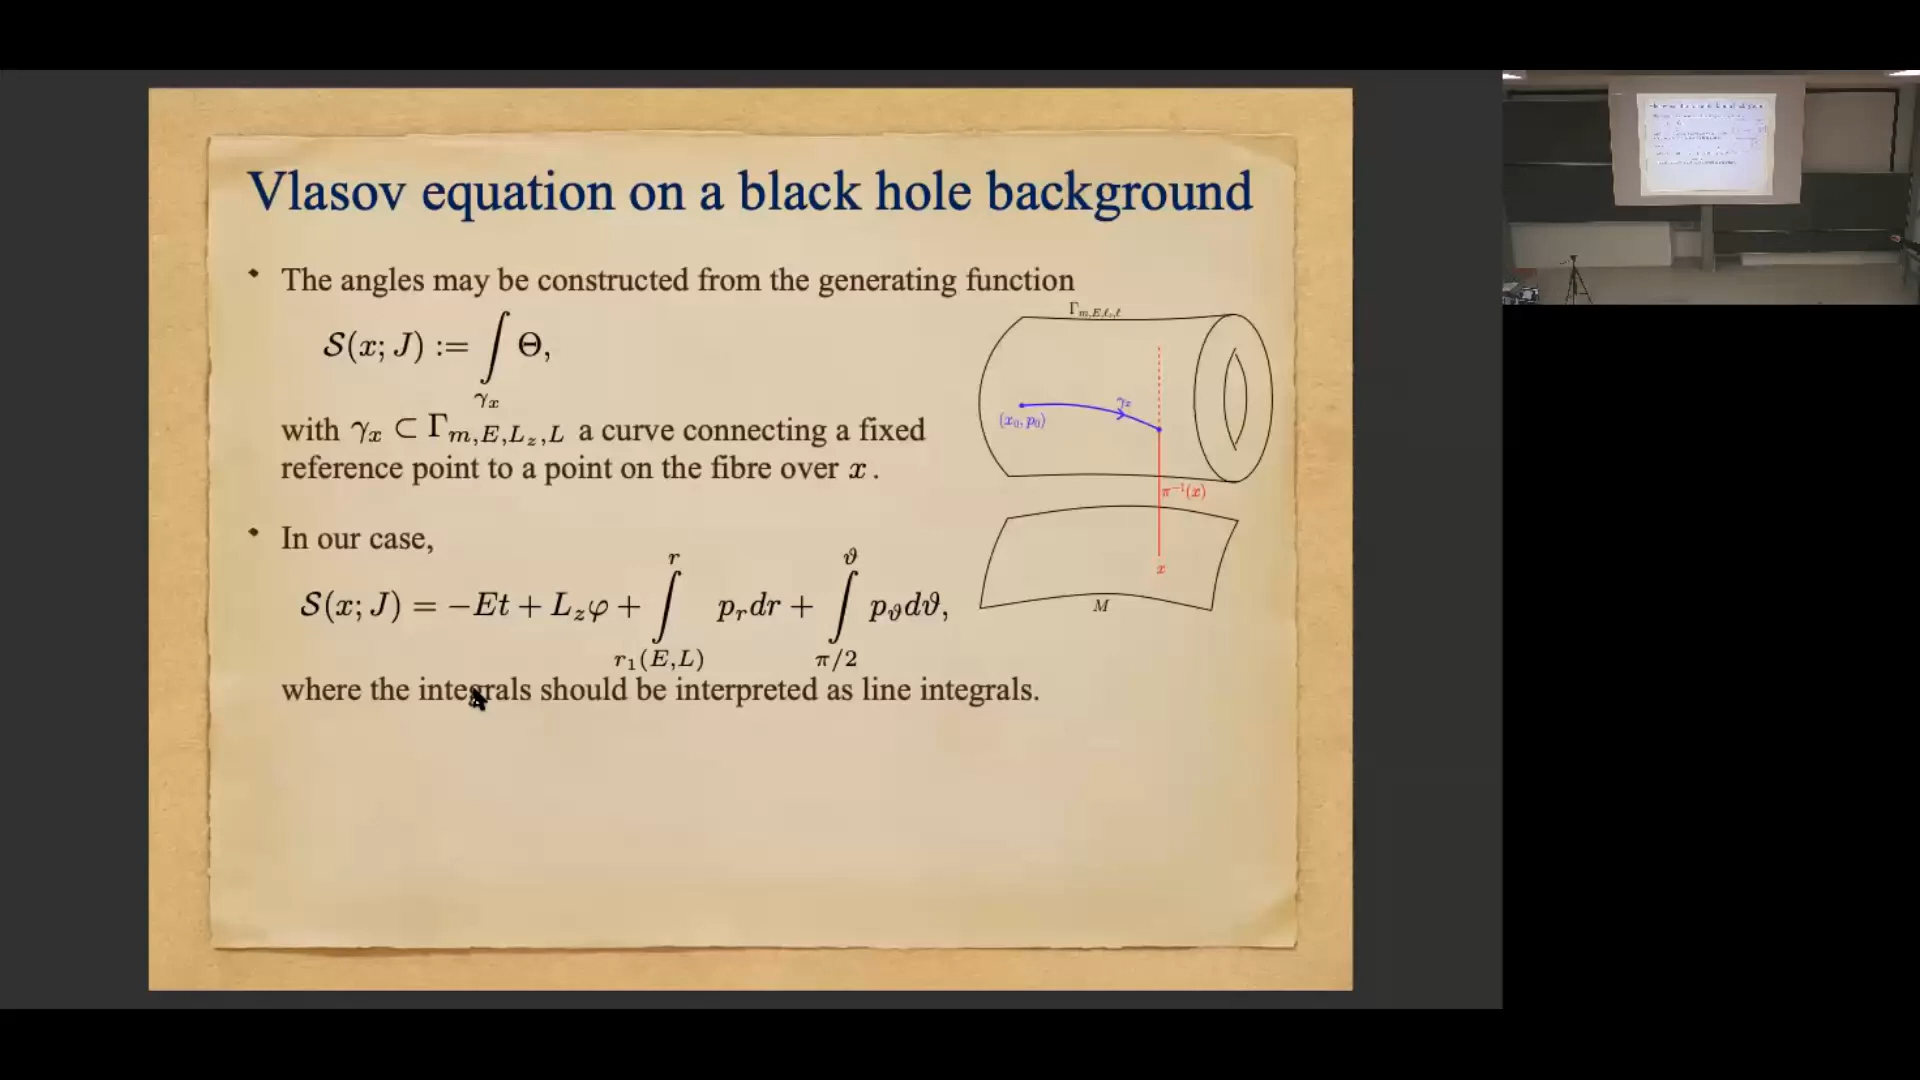 Vlasov equation on a black hole background
• The angles may be constructed from the generating function
𝒮(x; J) := ∫_{γ_x} Θ,
with γ_x ⊂ Γ_{m,E,L_z,L} a curve connecting a fixed
reference point to a point on the fibre over x.
• In our case,
𝒮(x; J) = −Et + L_zφ + ∫_{r_1(E,L)}^{r} p_r dr + ∫_{π/2}^{ϑ} p_ϑ dϑ,
where the integrals should be interpreted as line integrals.
Γ_{m,E,ℓ_z,ℓ}
γ_x
(x_0, p_0)
π^{−1}(x)
x
M